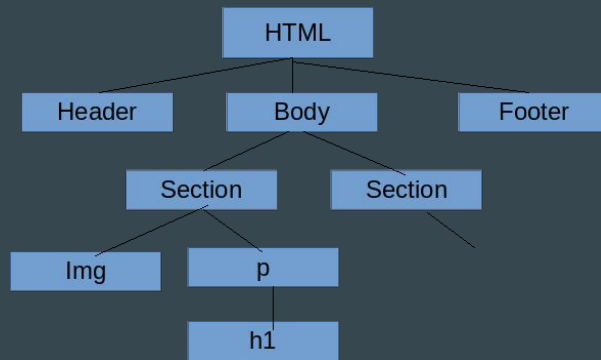 HTML
Header
Body
Footer
Section
Section
Img
p
h1